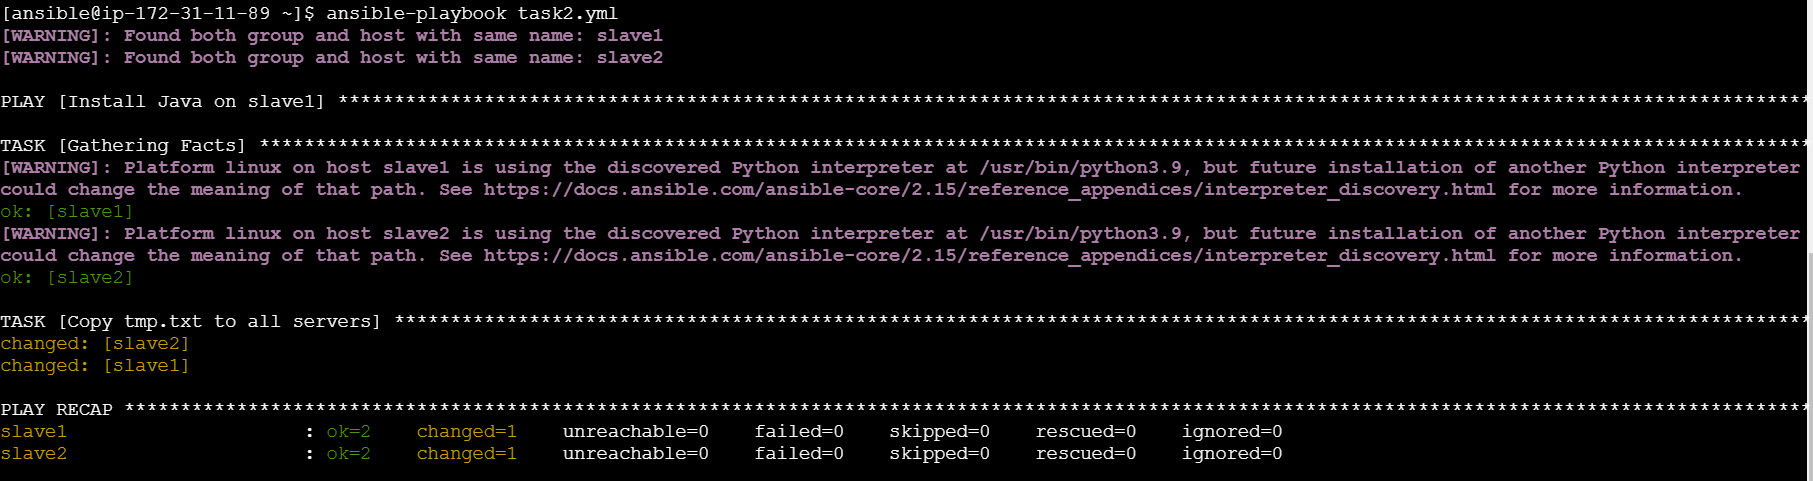 [ansible@ip-172-31-11-89 ~]$ ansible-playbook task2.yml
[WARNING]: Found both group and host with same name: slave1
[WARNING]: Found both group and host with same name: slave2
PLAY [Install Java on slave1] **********************************************************************************************************************************
TASK [Gathering Facts] *****************************************************************************************************************************************
[WARNING]: Platform linux on host slave1 is using the discovered Python interpreter at /usr/bin/python3.9, but future installation of another Python interpreter
could change the meaning of that path. See https://docs.ansible.com/ansible-core/2.15/reference_appendices/interpreter_discovery.html for more information.
ok: [slave1]
[WARNING]: Platform linux on host slave2 is using the discovered Python interpreter at /usr/bin/python3.9, but future installation of another Python interpreter
could change the meaning of that path. See https://docs.ansible.com/ansible-core/2.15/reference_appendices/interpreter_discovery.html for more information.
ok: [slave2]
TASK [Copy tmp.txt to all servers] *****************************************************************************************************************************
changed: [slave2]
changed: [slave1]
PLAY RECAP *****************************************************************************************************************************************************
slave1                     : ok=2    changed=1    unreachable=0    failed=0    skipped=0    rescued=0    ignored=0
slave2                     : ok=2    changed=1    unreachable=0    failed=0    skipped=0    rescued=0    ignored=0